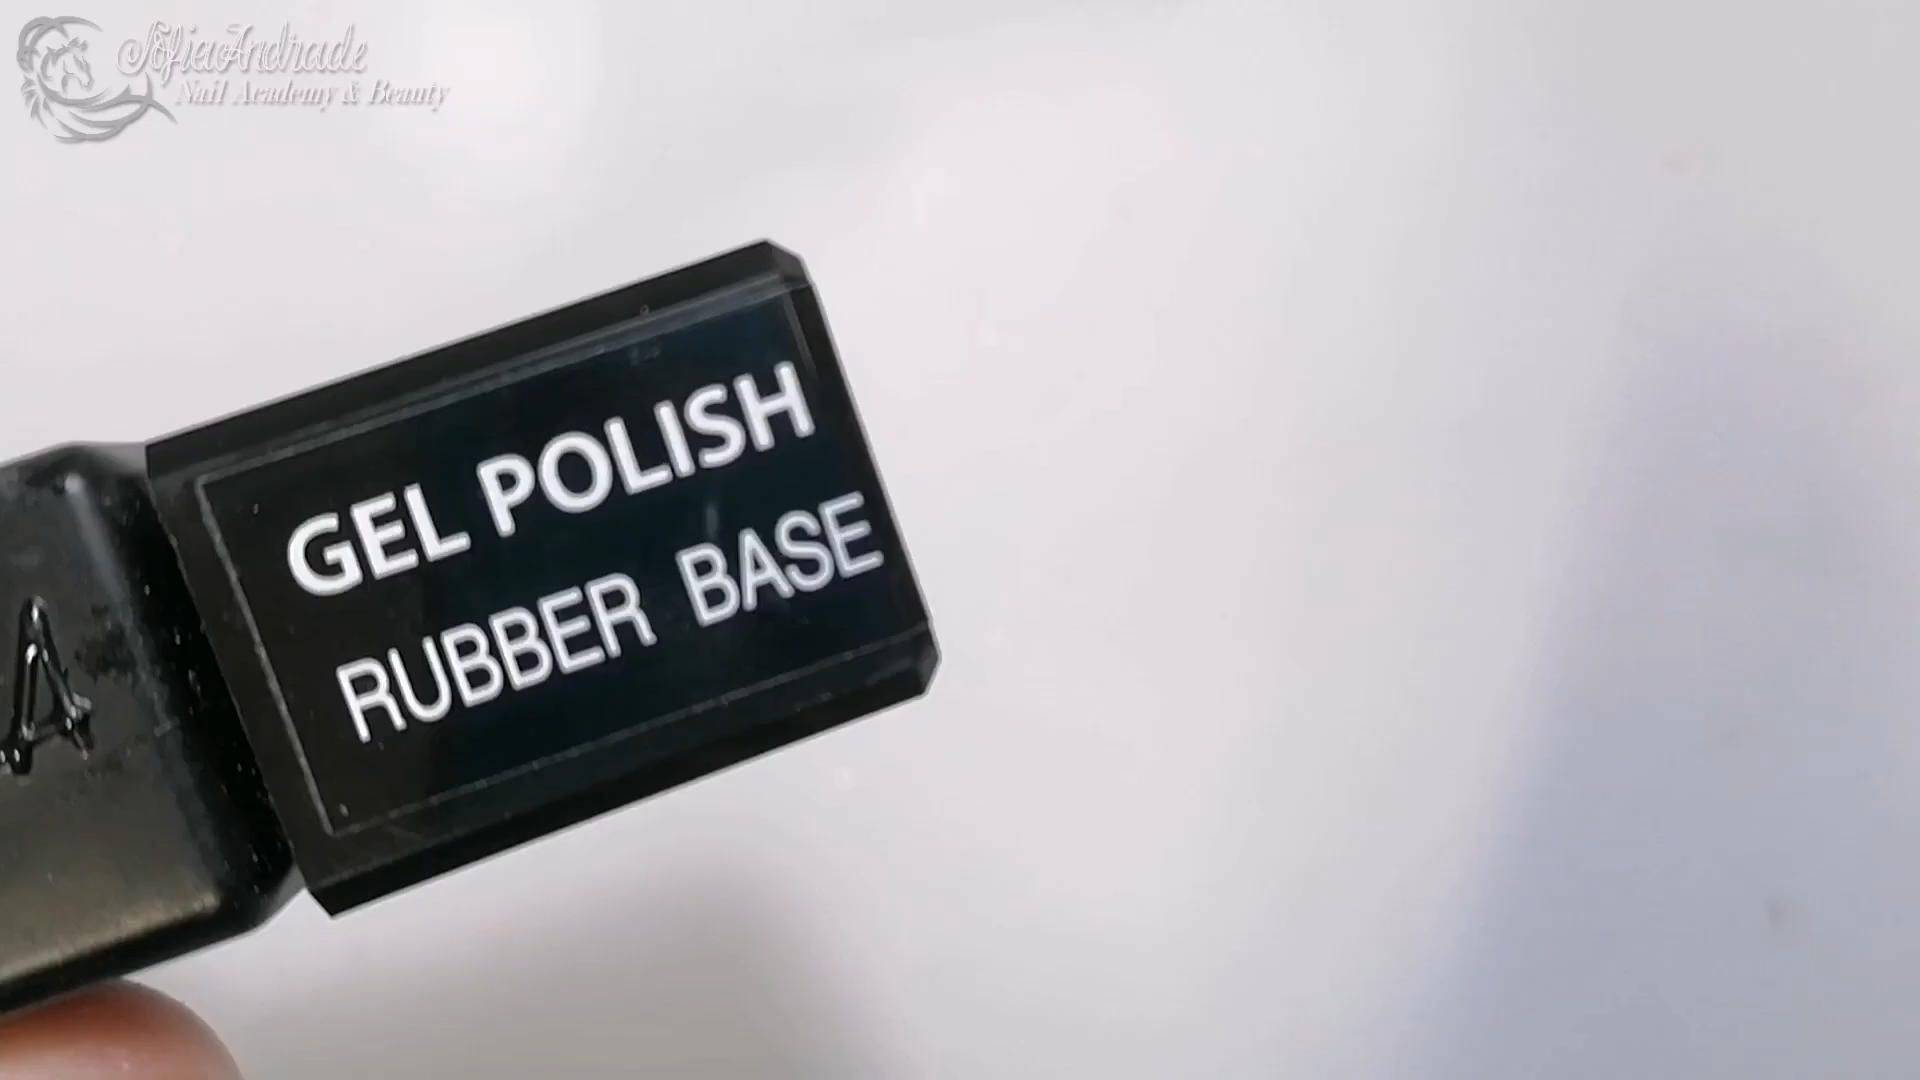 SofiaAndrade
Nail Academy & Beauty
GEL POLISH
RUBBER BASE
A